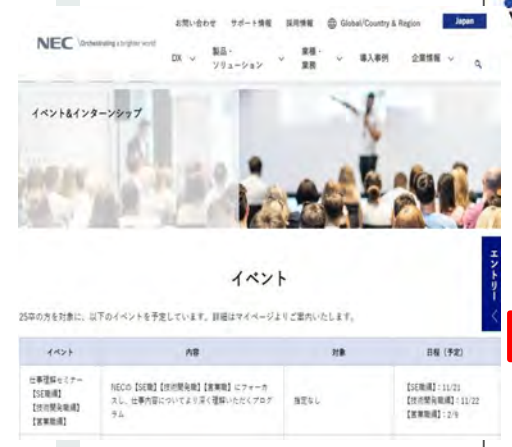 お問い合わせ サポート情報 採用情報 Global/Country & Region Japan
NEC Orchestrating a brighter world
DX 製品・ソリューション 業種・業務 導入事例 企業情報
イベント&インターンシップ
エントリー
イベント
25卒の方を対象に、以下のイベントを予定しています。詳細はマイページよりご案内いたします。
イベント 内容 対象 日程（予定）
仕事理解セミナー
【SE職編】
【技術開発職編】
【営業職編】
NECの【SE職】【技術開発職】【営業職】にフォーカ
スし、仕事内容についてより深く理解いただくプログ
ラム
指定なし
【SE職編】：11/21
【技術開発職編】：11/22
【営業職編】：2/9